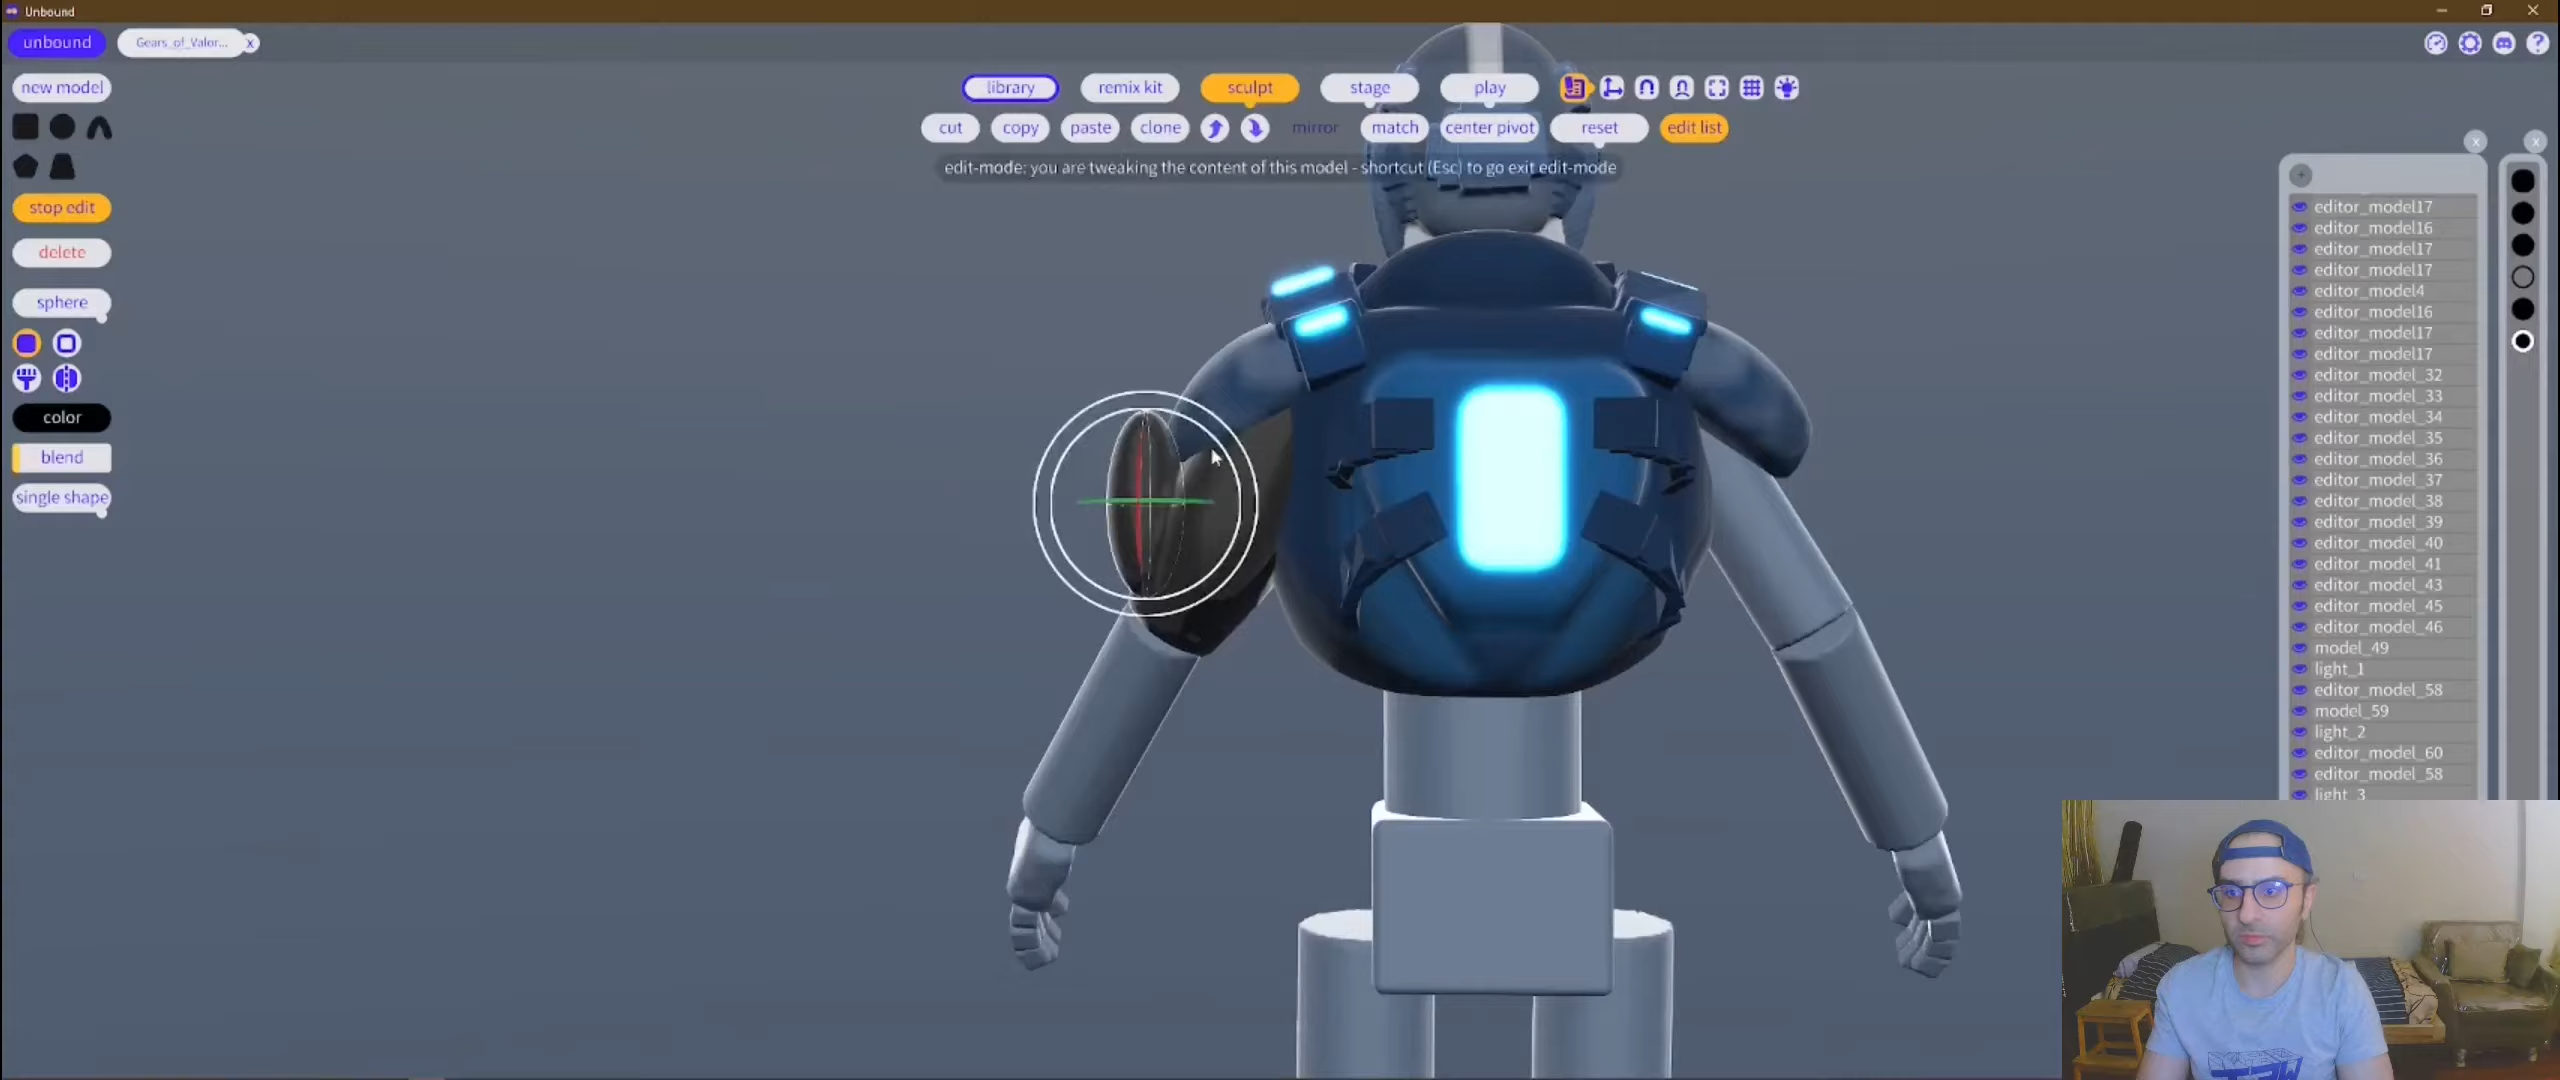 Unbound
unbound
Gears_of_Valor... x
new model
library remix kit sculpt stage play
cut copy paste clone mirror match center pivot reset edit list
edit-mode: you are tweaking the content of this model - shortcut (Esc) to go exit edit-mode
stop edit
delete
sphere
color
blend
single shape
editor_model17
editor_model16
editor_model17
editor_model17
editor_model4
editor_model16
editor_model17
editor_model17
editor_model_32
editor_model_33
editor_model_34
editor_model_35
editor_model_36
editor_model_37
editor_model_38
editor_model_39
editor_model_40
editor_model_41
editor_model_43
editor_model_45
editor_model_46
model_49
light_1
editor_model_58
model_59
light_2
editor_model_60
editor_model_58
light_3